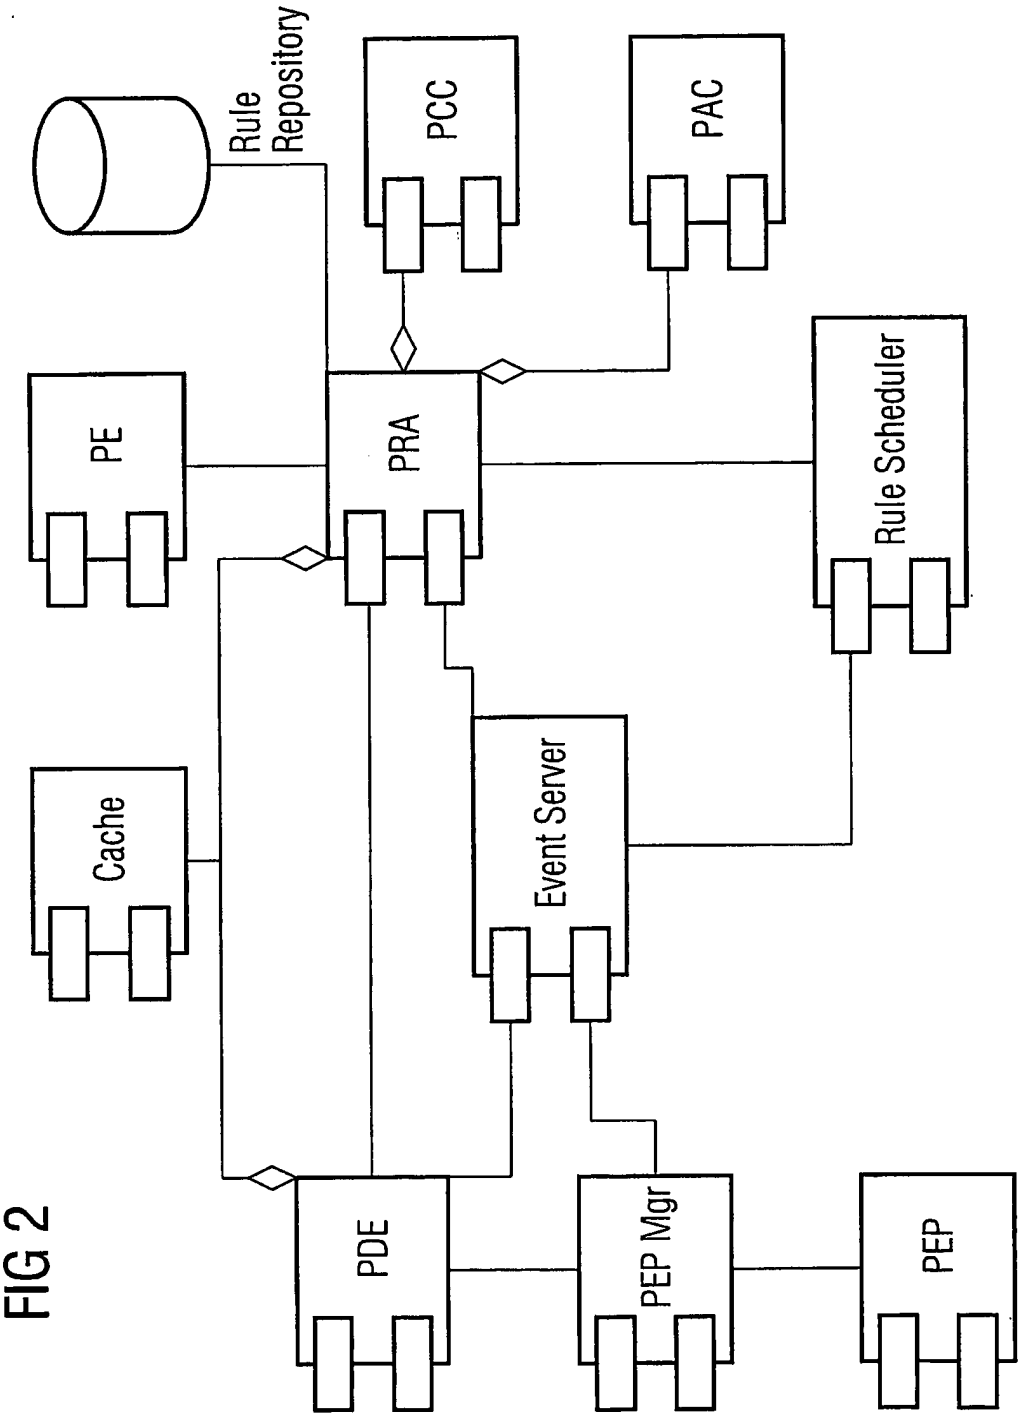 FIG 2
Cache
PE
Rule
Repository
PDE
PRA
PCC
PEP Mgr
Event Server
PAC
PEP
Rule Scheduler